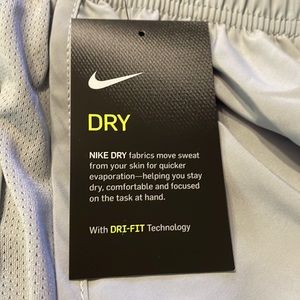 DRY
NIKE DRY fabrics move sweat
from your skin for quicker
evaporation—helping you stay
dry, comfortable and focused
on the task at hand.
With DRI-FIT Technology